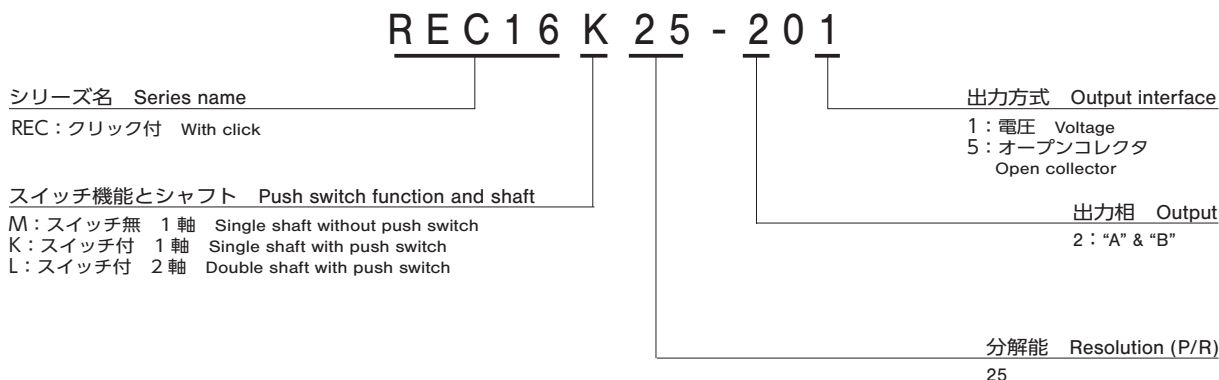 REC16K25-201
シリーズ名 Series name
REC：クリック付 With click
スイッチ機能とシャフト Push switch function and shaft
M：スイッチ無 1軸 Single shaft without push switch
K：スイッチ付 1軸 Single shaft with push switch
L：スイッチ付 2軸 Double shaft with push switch
出力方式 Output interface
1：電圧 Voltage
5：オープンコレクタ
Open collector
出力相 Output
2：“A” & “B”
分解能 Resolution (P/R)
25